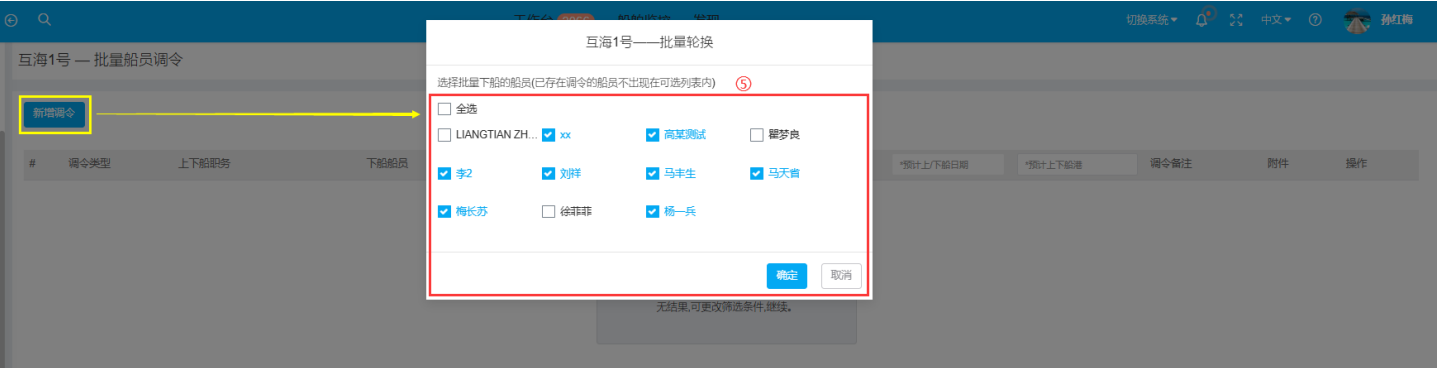 工作台 船舶监控 发现 切换系统 中文 孙红梅
互海1号 — 批量船员调令
互海1号——批量轮换
选择批量下船的船员(已存在调令的船员不出现在可选列表内) ⑤
全选
新增调令
LIANGTIAN ZH... xx 高某测试 瞿梦良
# 调令类型 上下船职务 下船船员 *预计上/下船日期 *预计上下船港 调令备注 附件 操作
李2 刘祥 马丰生 马天省
梅长苏 徐菲菲 杨一兵
确定 取消
无结果,可更改筛选条件,继续。